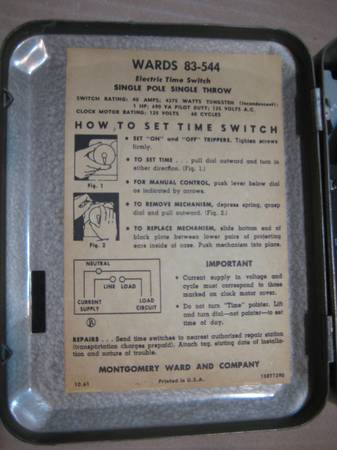 WARDS 83-544
Electric Time Switch
SINGLE POLE SINGLE THROW
SWITCH RATING: 40 AMPS; 4375 WATTS TUNGSTEN (incandescent);
1 HP; 690 VA PILOT DUTY; 125 VOLTS A.C.
CLOCK MOTOR RATING: 125 VOLTS 60 CYCLES
HOW TO SET TIME SWITCH
• SET "ON" and "OFF" TRIPPERS. Tighten screws
firmly.
• TO SET TIME . . . pull dial outward and turn in
either direction. (Fig. 1.)
Fig. 1
• FOR MANUAL CONTROL, push lever below dial
as indicated by arrows.
• TO REMOVE MECHANISM, depress spring, grasp
dial and pull outward. (Fig. 2.)
Fig. 2
• TO REPLACE MECHANISM, slide bottom end of
black plate between lower pair of protecting
ears inside of case. Push mechanism into place.
NEUTRAL
LINE LOAD
CURRENT
SUPPLY
LOAD
CIRCUIT
IMPORTANT
• Current supply in voltage and
cycle must correspond to those
marked on clock motor cover.
• Do not turn "Time" pointer. Lift
and turn dial—not pointer—to set
time of day.
REPAIRS . . . Send time switches to nearest authorized repair station
(transportation charges prepaid). Attach tag, stating date of installa-
tion and nature of trouble.
MONTGOMERY WARD AND COMPANY
10.61
Printed in U.S.A.